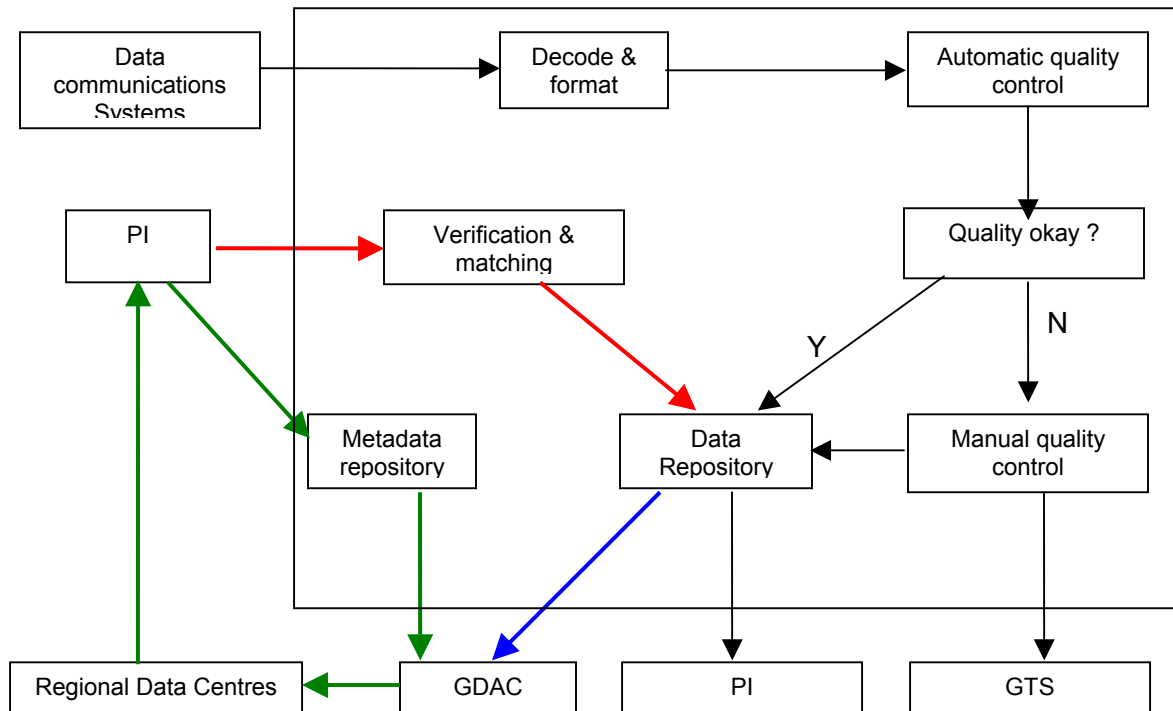 Data
communications
Systems
Decode &
format
Automatic quality
control
PI
Verification &
matching
Quality okay ?
Y
N
Metadata
repository
Data
Repository
Manual quality
control
Regional Data Centres
GDAC
PI
GTS